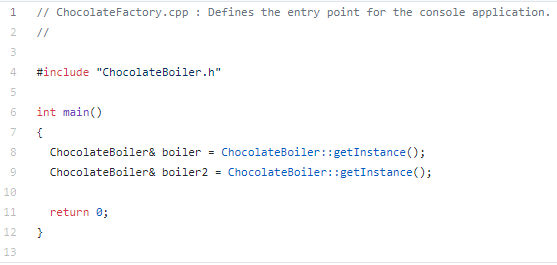 1 // ChocolateFactory.cpp : Defines the entry point for the console application.
2 //
3
4 #include "ChocolateBoiler.h"
5
6 int main()
7 {
8   ChocolateBoiler& boiler = ChocolateBoiler::getInstance();
9   ChocolateBoiler& boiler2 = ChocolateBoiler::getInstance();
10
11   return 0;
12 }
13